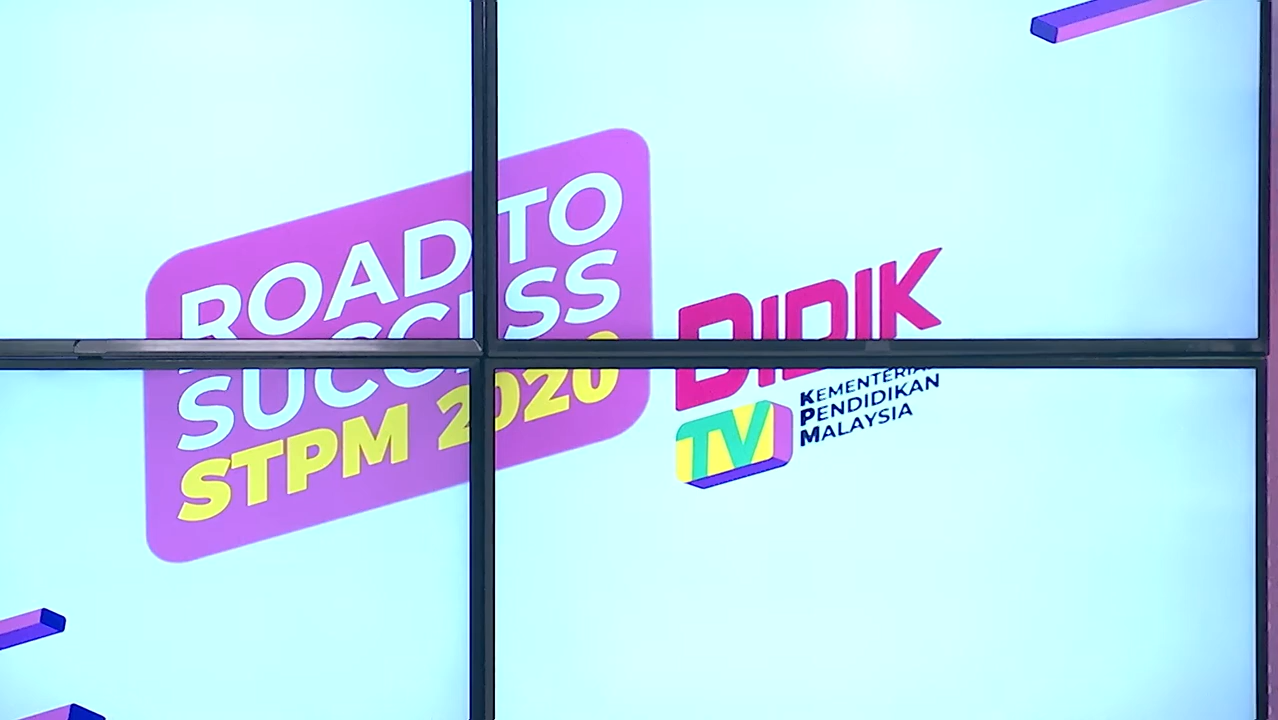 ROAD TO
SUCCESS
STPM 2020
DIDIK
TV
KEMENTERIAN
PENDIDIKAN
MALAYSIA